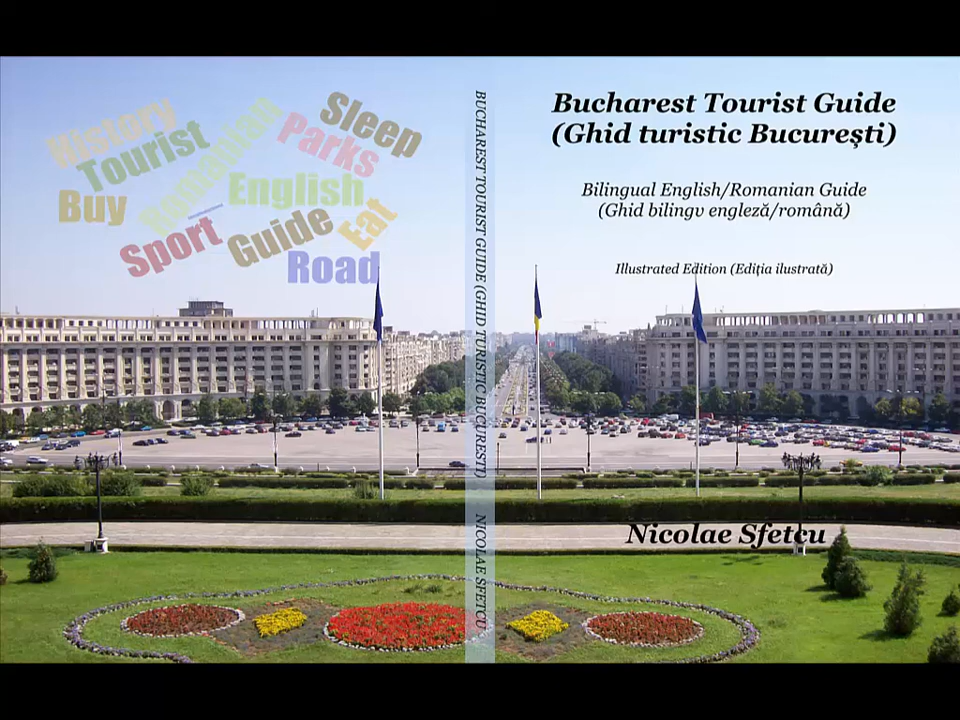 History
Tourist
Romanian
Parks
Sleep
Buy
English
Sport
Guide
Eat
Road
BUCHAREST TOURIST GUIDE (GHID TURISTIC BUCUREȘTI)
NICOLAE SFETCU
Bucharest Tourist Guide
(Ghid turistic București)
Bilingual English/Romanian Guide
(Ghid bilingv engleză/română)
Illustrated Edition (Ediția ilustrată)
Nicolae Sfetcu